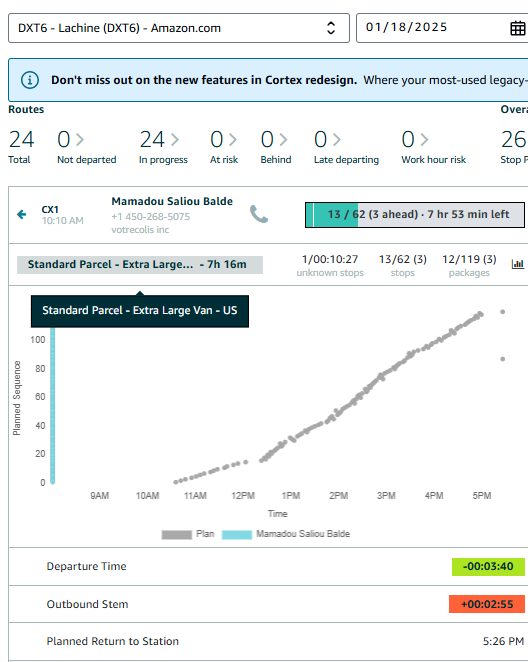 DXT6 - Lachine (DXT6) - Amazon.com
01/18/2025
Don't miss out on the new features in Cortex redesign. Where your most-used legacy-
Routes
Overa
24
0
24
0
0
0
0
26
Total
Not departed
In progress
At risk
Behind
Late departing
Work hour risk
Stop P
CX1
10:10 AM
Mamadou Saliou Balde
+1 450-268-5075
votrecolis inc
13 / 62 (3 ahead) · 7 hr 53 min left
Standard Parcel - Extra Large... - 7h 16m
1/00:10:27
unknown stops
13/62 (3)
stops
12/119 (3)
packages
Standard Parcel - Extra Large Van - US
Planned Sequence
100
80
60
40
20
0
9AM
10AM
11AM
12PM
1PM
2PM
3PM
4PM
5PM
Time
Plan
Mamadou Saliou Balde
Departure Time
-00:03:40
Outbound Stem
+00:02:55
Planned Return to Station
5:26 PM